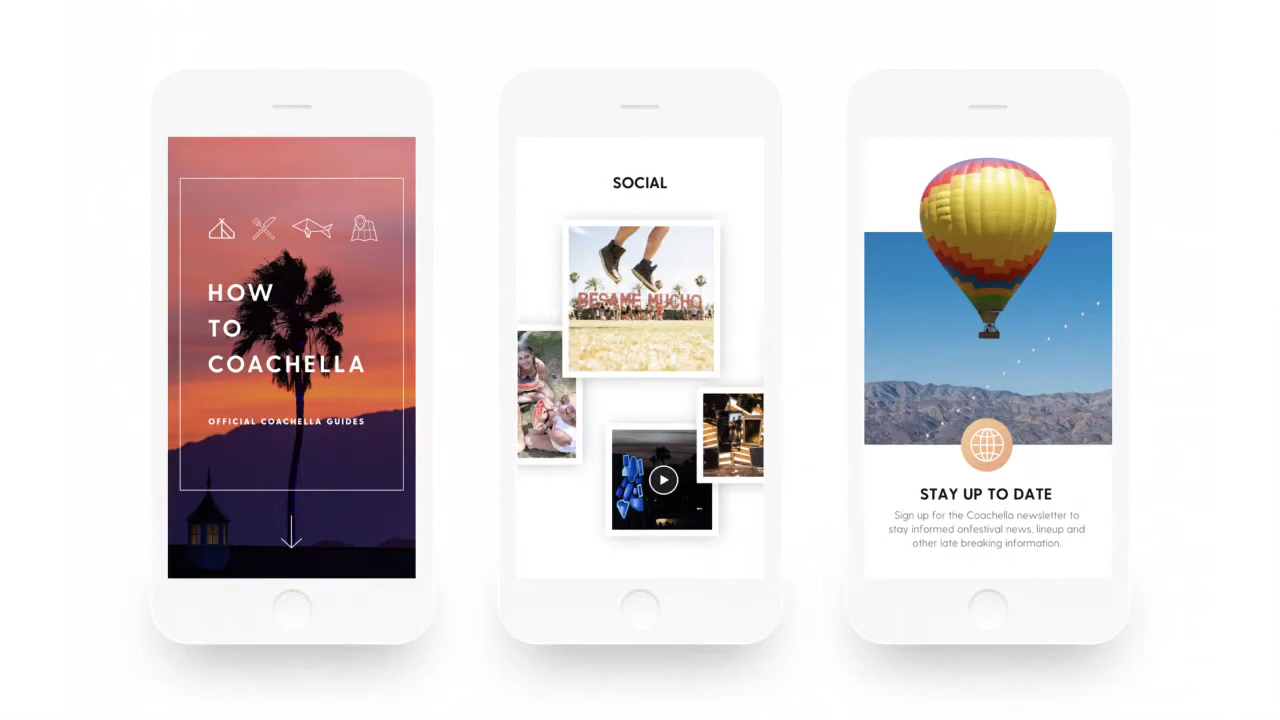 HOW
TO
COACHELLA
OFFICIAL COACHELLA GUIDES
SOCIAL
BESAME MUCHO
STAY UP TO DATE
Sign up for the Coachella newsletter to
stay informed onfestival news, lineup and
other late breaking information.